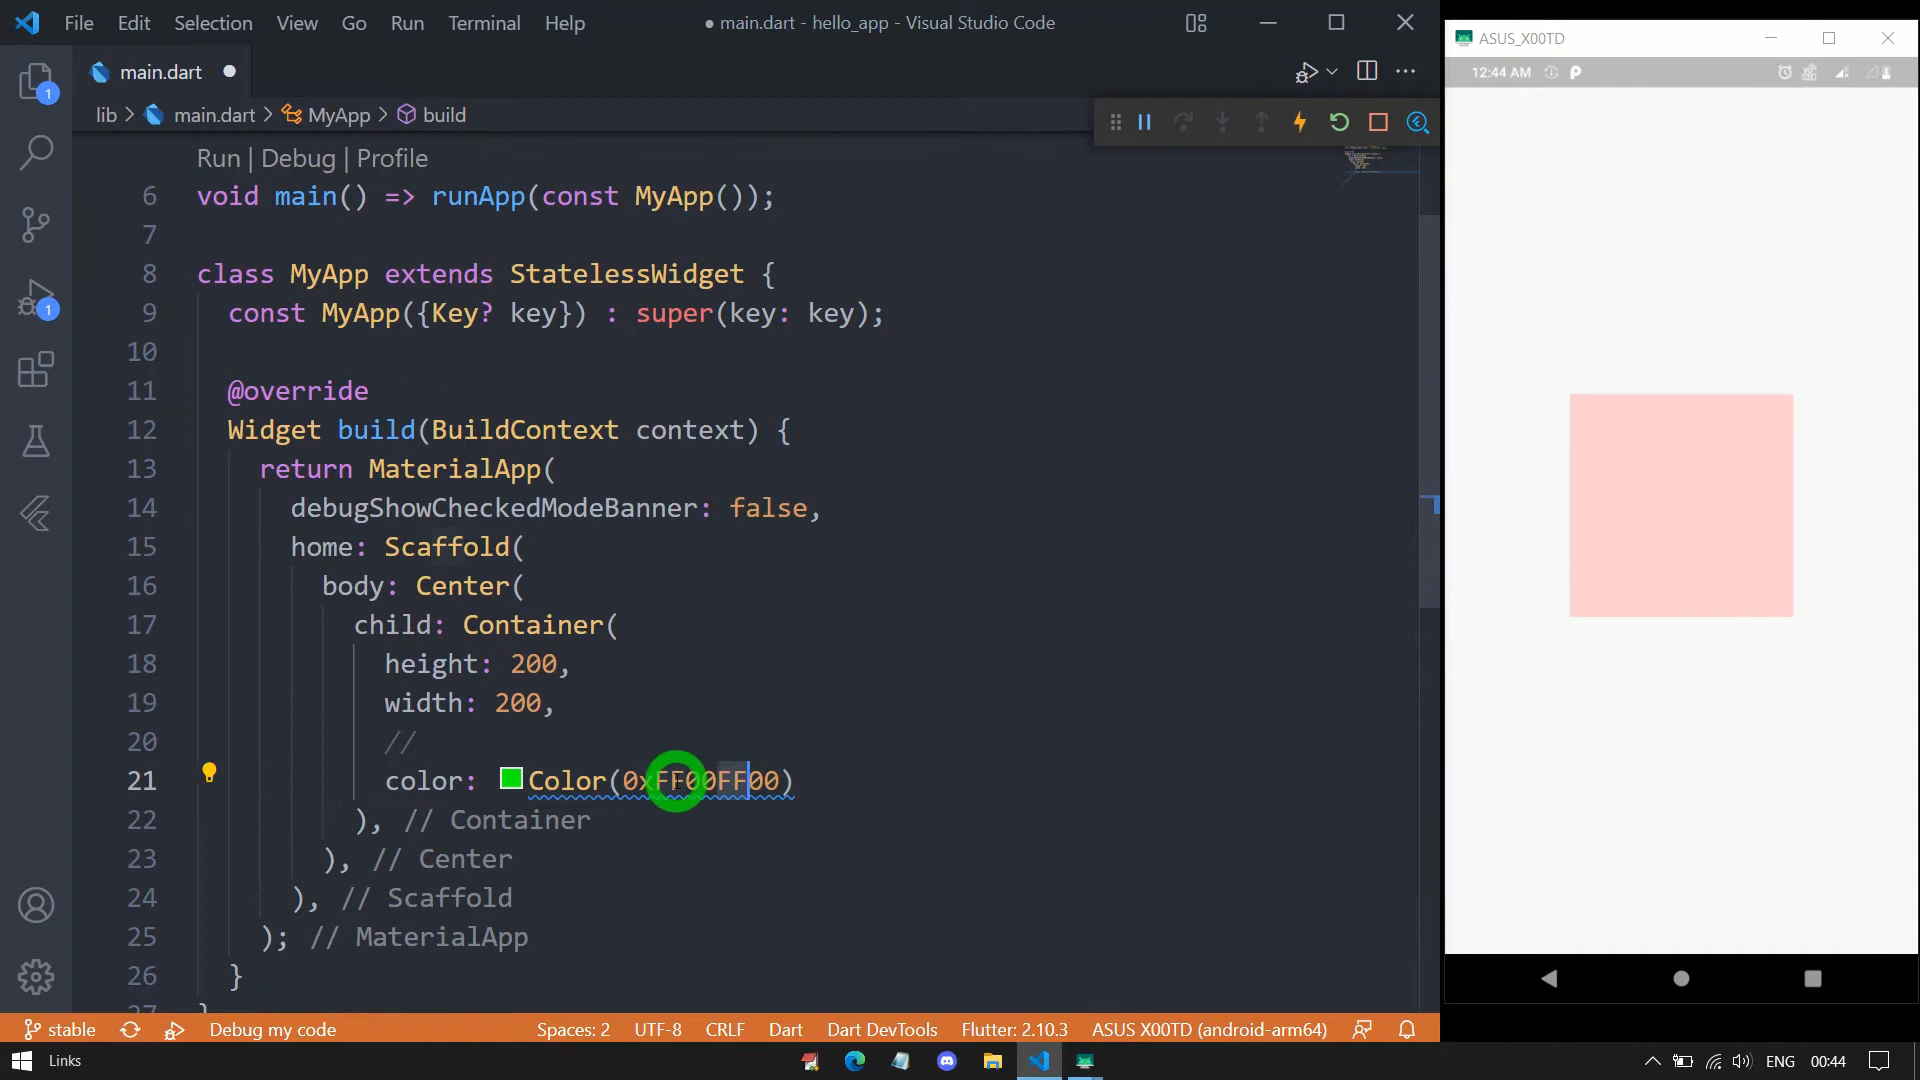 File Edit Selection View Go Run Terminal Help
● main.dart - hello_app - Visual Studio Code
ASUS_X00TD
main.dart
12:44 AM
lib > main.dart > MyApp > build
Run | Debug | Profile
6 void main() => runApp(const MyApp());
7
8 class MyApp extends StatelessWidget {
9 const MyApp({Key? key}) : super(key: key);
10
11 @override
12 Widget build(BuildContext context) {
13 return MaterialApp(
14 debugShowCheckedModeBanner: false,
15 home: Scaffold(
16 body: Center(
17 child: Container(
18 height: 200,
19 width: 200,
20 //
21 color: Color(0xFF00FF00)
22 ), // Container
23 ), // Center
24 ), // Scaffold
25 ); // MaterialApp
26 }
27 }
1
1
stable Debug my code Spaces: 2 UTF-8 CRLF Dart Dart DevTools Flutter: 2.10.3 ASUS X00TD (android-arm64)
Links ENG 00:44